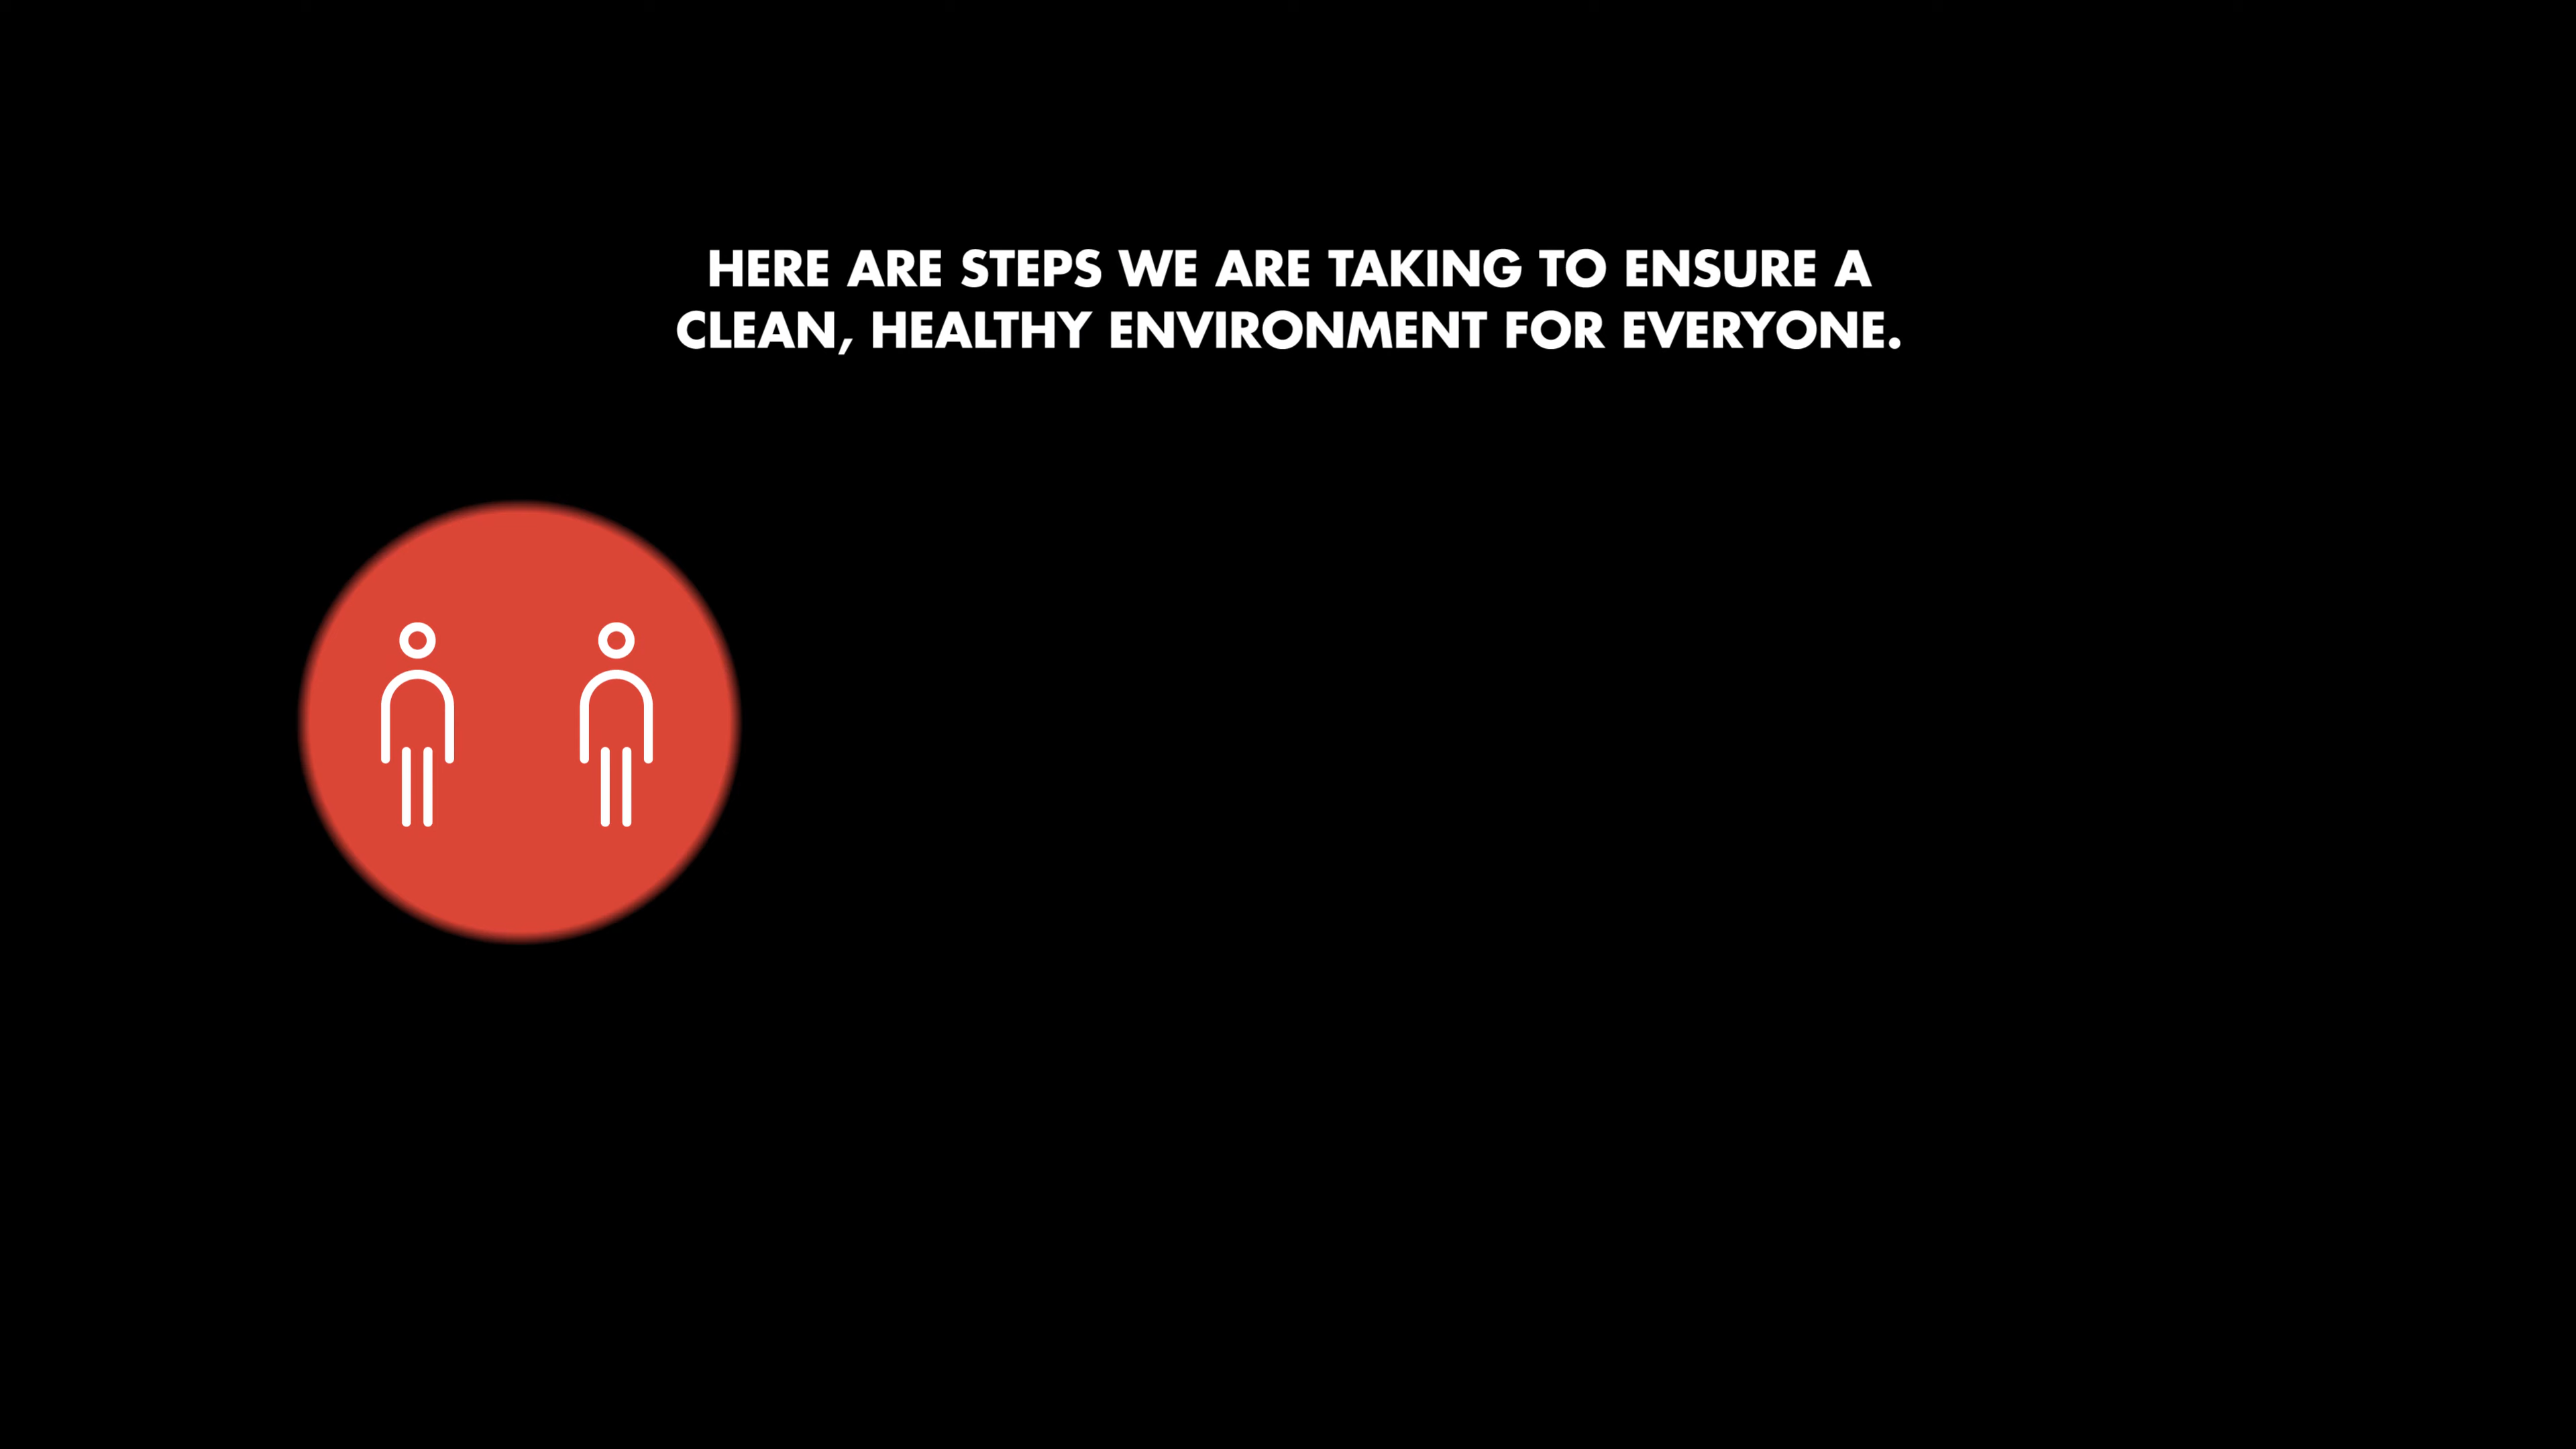 HERE ARE STEPS WE ARE TAKING TO ENSURE A
CLEAN, HEALTHY ENVIRONMENT FOR EVERYONE.